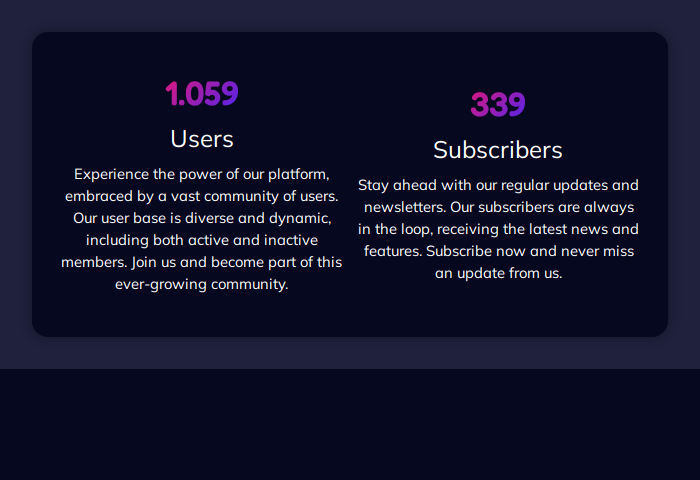 1.059
Users
Experience the power of our platform,
embraced by a vast community of users.
Our user base is diverse and dynamic,
including both active and inactive
members. Join us and become part of this
ever-growing community.
339
Subscribers
Stay ahead with our regular updates and
newsletters. Our subscribers are always
in the loop, receiving the latest news and
features. Subscribe now and never miss
an update from us.